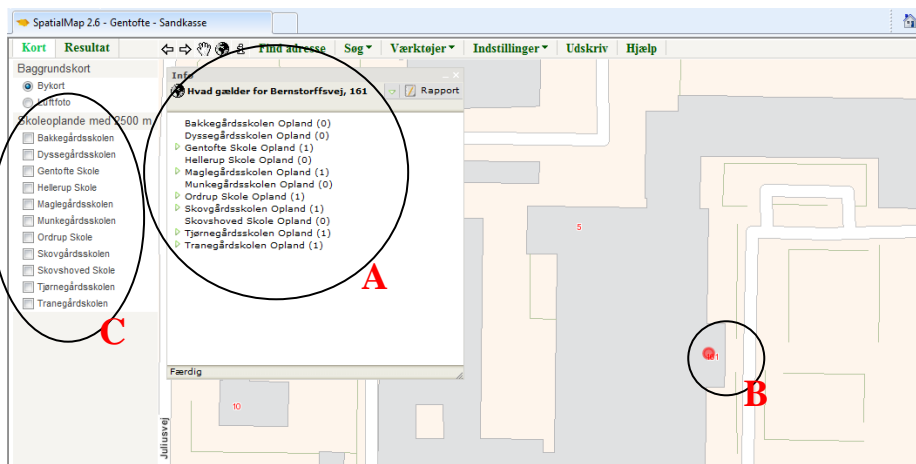 SpatialMap 2.6 - Gentofte - Sandkasse
Kort Resultat Find adresse Søg Værktøjer Indstillinger Udskriv Hjælp
Baggrundskort
Bykort
Luftfoto
Skoleoplande med 2500 m
Bakkegårdsskolen
Dyssegårdsskolen
Gentofte Skole
Hellerup Skole
Maglegårdsskolen
Munkegårdsskolen
Ordrup Skole
Skovgårdsskolen
Skovshoved Skole
Tjørnegårdsskolen
Tranegårdskolen
C
Info
Hvad gælder for Bernstorffsvej, 161 Rapport
Bakkegårdsskolen Opland (0)
Dyssegårdsskolen Opland (0)
Gentofte Skole Opland (1)
Hellerup Skole Opland (0)
Maglegårdsskolen Opland (1)
Munkegårdsskolen Opland (0)
Ordrup Skole Opland (1)
Skovgårdsskolen Opland (1)
Skovshoved Skole Opland (0)
Tjørnegårdsskolen Opland (1)
Tranegårdskolen Opland (1)
A
Færdig
5
161
B
10
Juliusvej